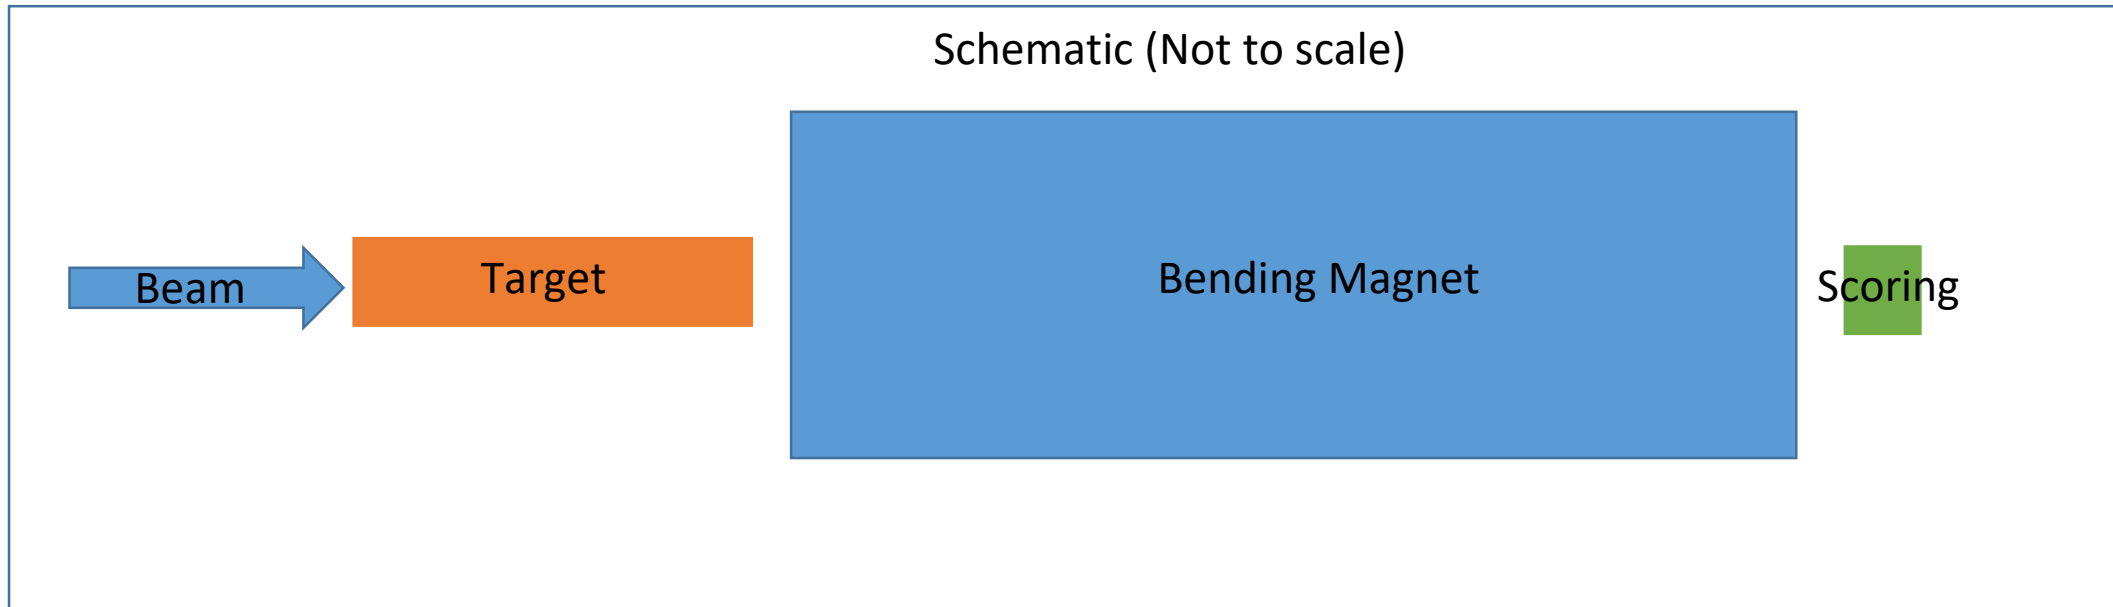 Schematic (Not to scale)
Beam
Target
Bending Magnet
Scoring